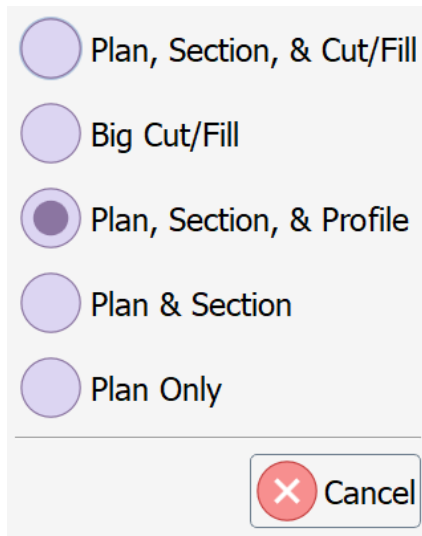 Plan, Section, & Cut/Fill
Big Cut/Fill
Plan, Section, & Profile
Plan & Section
Plan Only
Cancel